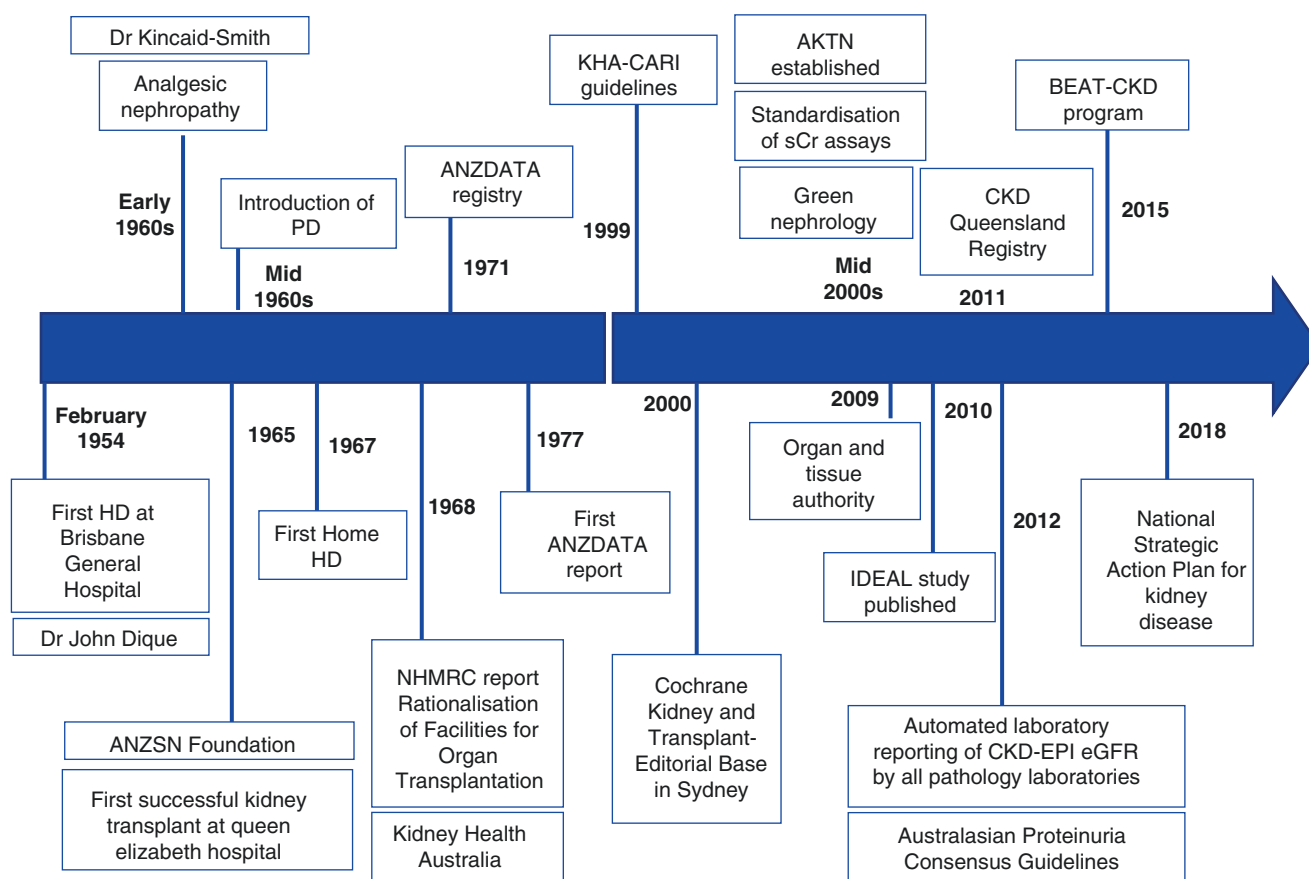 Dr Kincaid-Smith
Analgesic
nephropathy
Early
1960s
Introduction of
PD
Mid
1960s
ANZDATA
registry
1971
KHA-CARI
guidelines
1999
AKTN
established
Standardisation
of sCr assays
Green
nephrology
Mid
2000s
CKD
Queensland
Registry
2011
BEAT-CKD
program
2015
February
1954
First HD at
Brisbane
General
Hospital
Dr John Dique
1965
ANZSN Foundation
First successful kidney
transplant at queen
elizabeth hospital
1967
First Home
HD
1968
NHMRC report
Rationalisation
of Facilities for
Organ
Transplantation
Kidney Health
Australia
1977
First
ANZDATA
report
2000
Cochrane
Kidney and
Transplant-
Editorial Base
in Sydney
2009
Organ and
tissue
authority
2010
IDEAL study
published
2012
Automated laboratory
reporting of CKD-EPI eGFR
by all pathology laboratories
Australasian Proteinuria
Consensus Guidelines
2018
National
Strategic
Action Plan for
kidney
disease